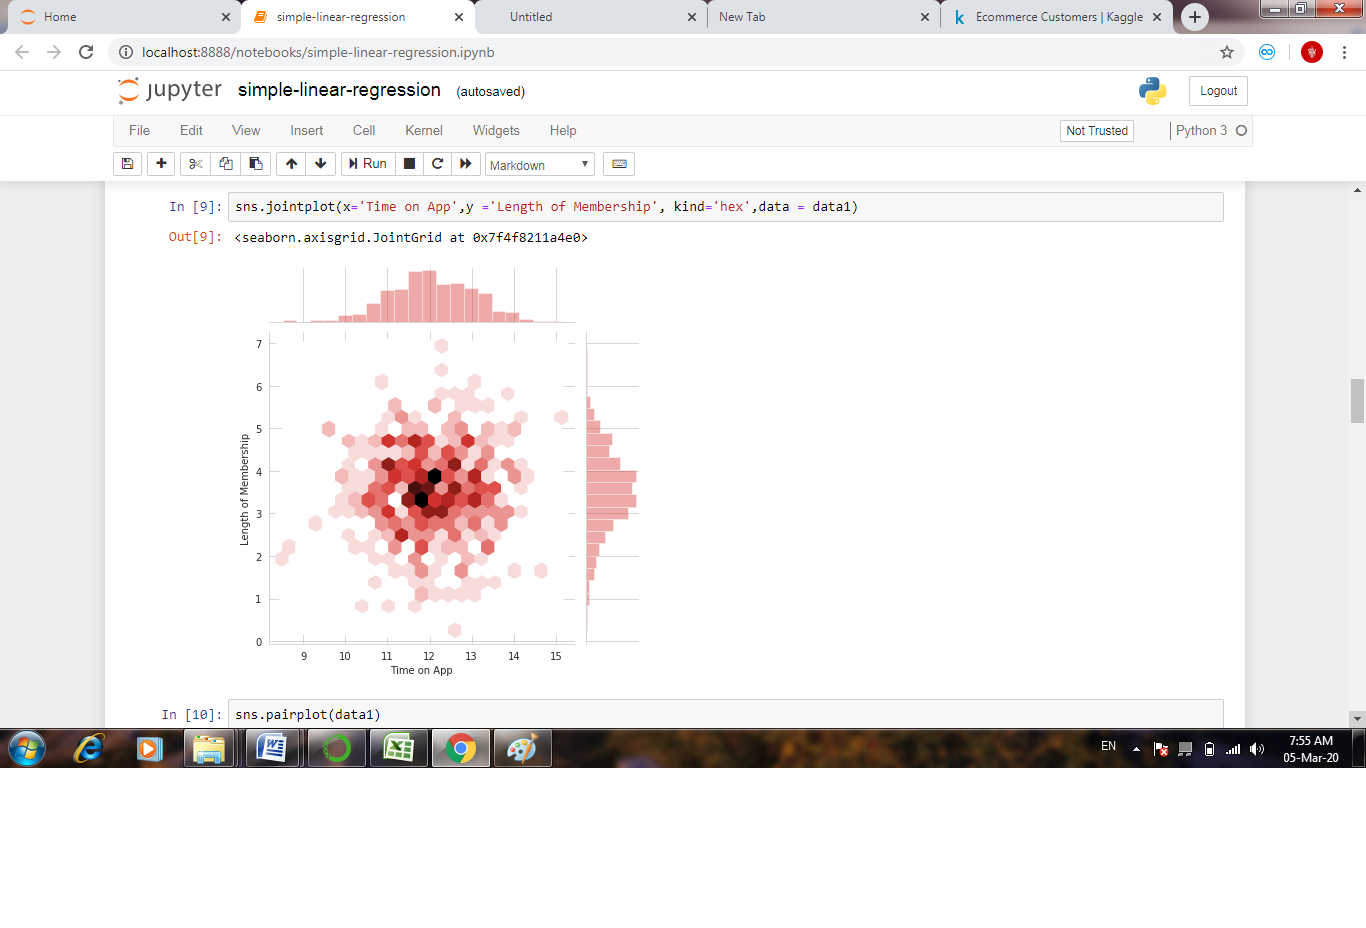 Home simple-linear-regression Untitled New Tab Ecommerce Customers | Kaggle
localhost:8888/notebooks/simple-linear-regression.ipynb
jupyter simple-linear-regression (autosaved) Logout
File Edit View Insert Cell Kernel Widgets Help Not Trusted Python 3
Run Markdown
In [9]: sns.jointplot(x='Time on App',y ='Length of Membership', kind='hex',data = data1)
Out[9]: <seaborn.axisgrid.JointGrid at 0x7f4f8211a4e0>
7
6
5
4
3
2
1
0
Length of Membership
9 10 11 12 13 14 15
Time on App
In [10]: sns.pairplot(data1)
EN 7:55 AM
05-Mar-20